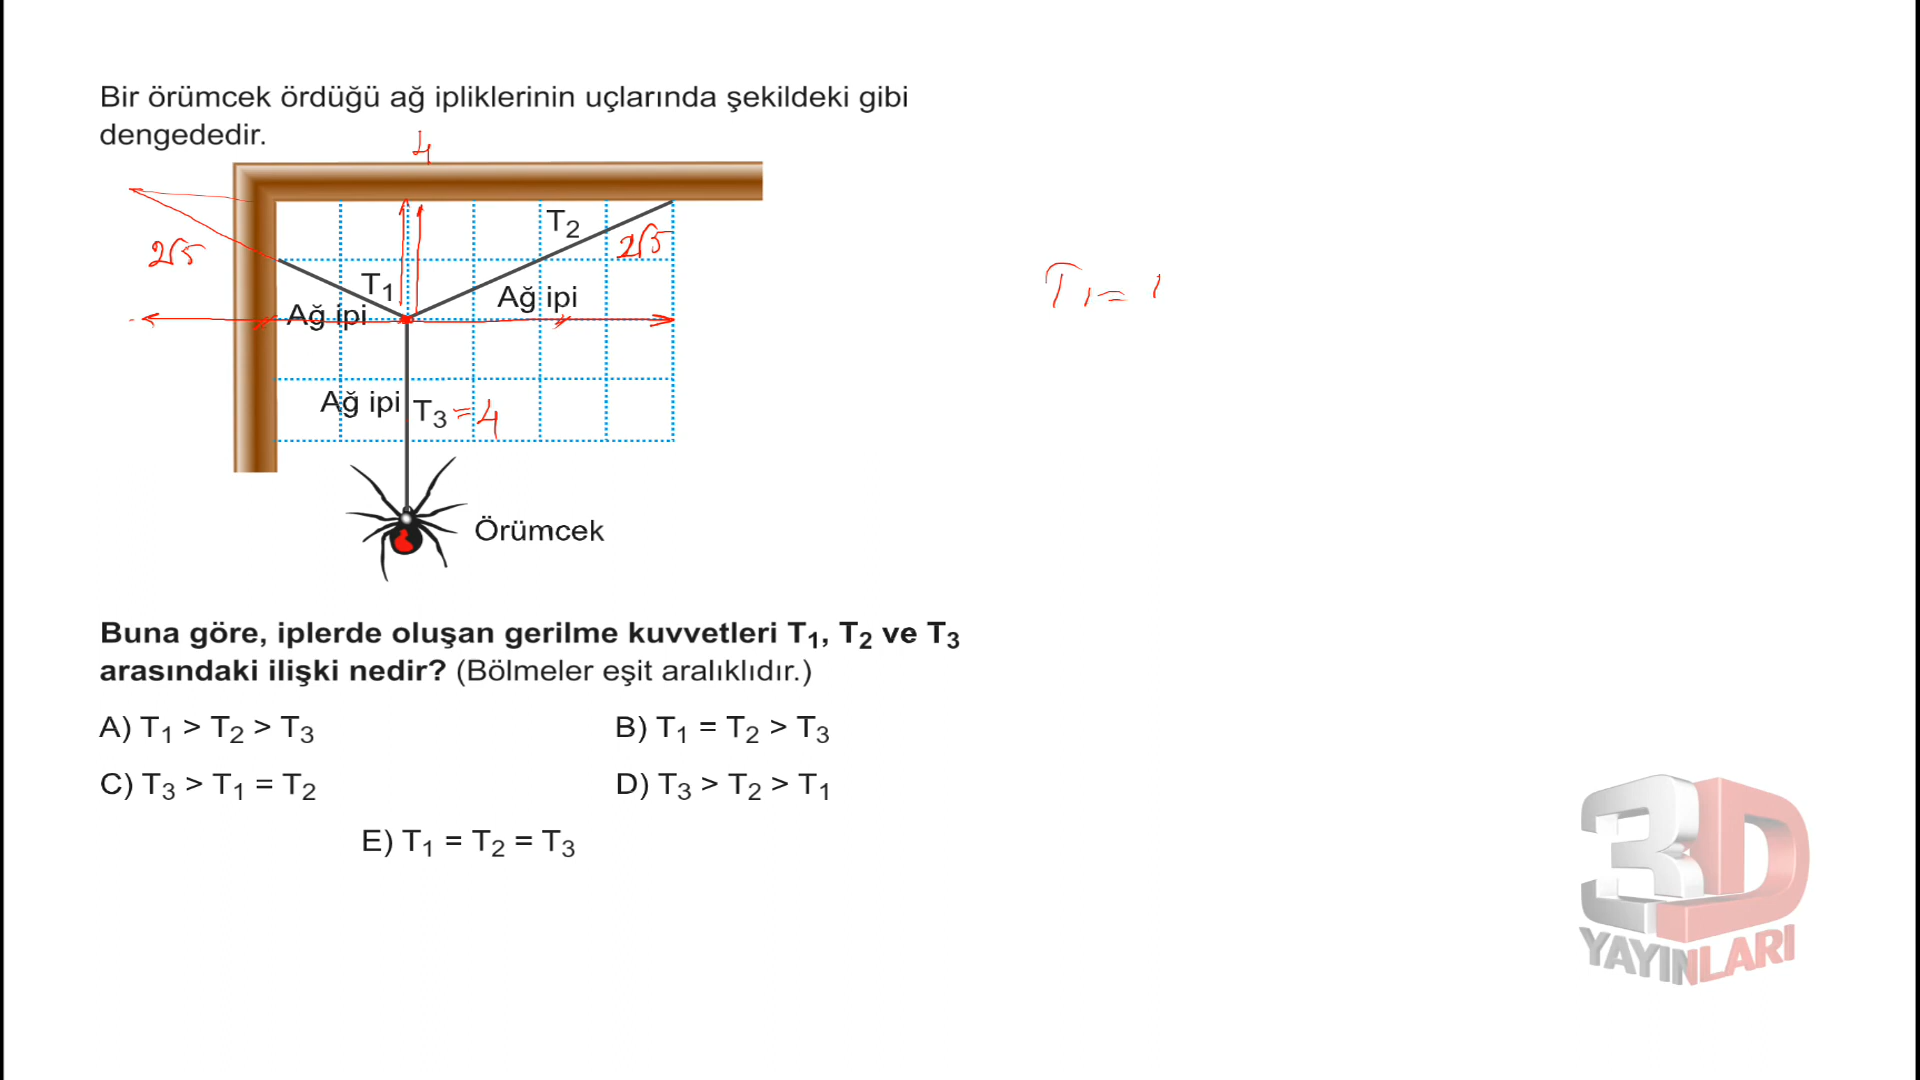 Bir örümcek ördüğü ağ ipliklerinin uçlarında şekildeki gibi
dengededir.
4
T2
2√5
2√5
T1
Ağ ipi
Ağ ipi
T1 = 1
Ağ ipi
T3 = 4
Örümcek
Buna göre, iplerde oluşan gerilme kuvvetleri T1, T2 ve T3
arasındaki ilişki nedir? (Bölmeler eşit aralıklıdır.)
A) T1 > T2 > T3
B) T1 = T2 > T3
C) T3 > T1 = T2
D) T3 > T2 > T1
E) T1 = T2 = T3
3D
YAYINLARI